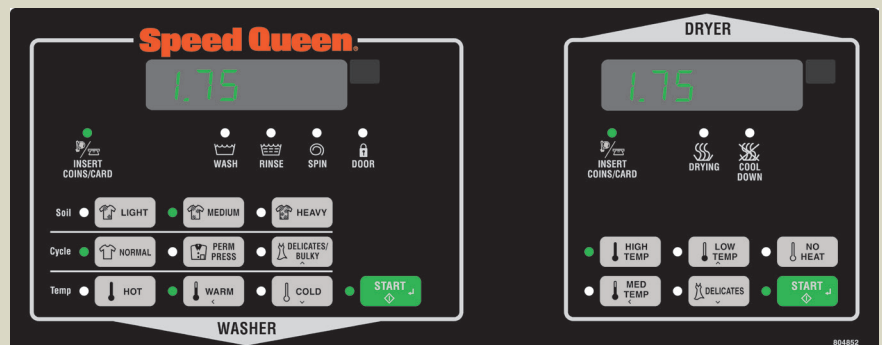 Speed Queen®
1.75
INSERT
COINS/CARD
WASH
RINSE
SPIN
DOOR
Soil
LIGHT
MEDIUM
HEAVY
Cycle
NORMAL
PERM
PRESS
DELICATES/
BULKY
Temp
HOT
WARM
COLD
START
WASHER
DRYER
1.75
INSERT
COINS/CARD
DRYING
COOL
DOWN
HIGH
TEMP
LOW
TEMP
NO
HEAT
MED
TEMP
DELICATES
START
804852